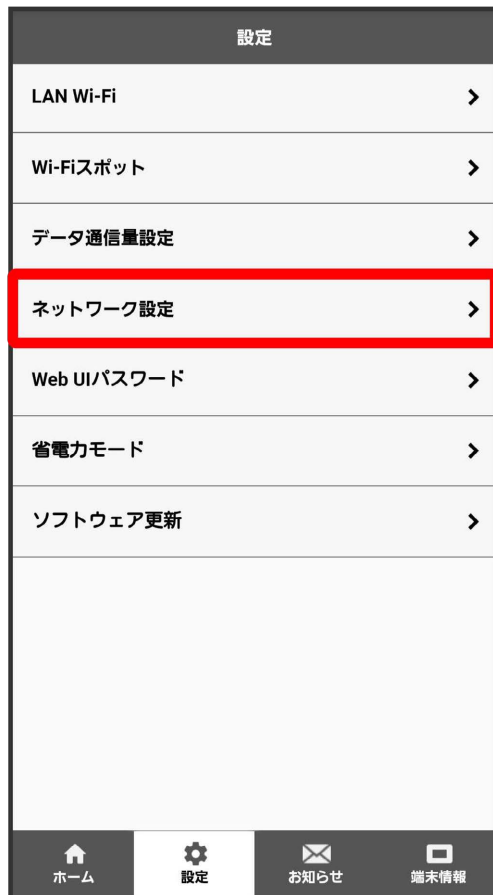 設定
LAN Wi-Fi
Wi-Fiスポット
データ通信量設定
ネットワーク設定
Web UIパスワード
省電力モード
ソフトウェア更新
ホーム
設定
お知らせ
端末情報